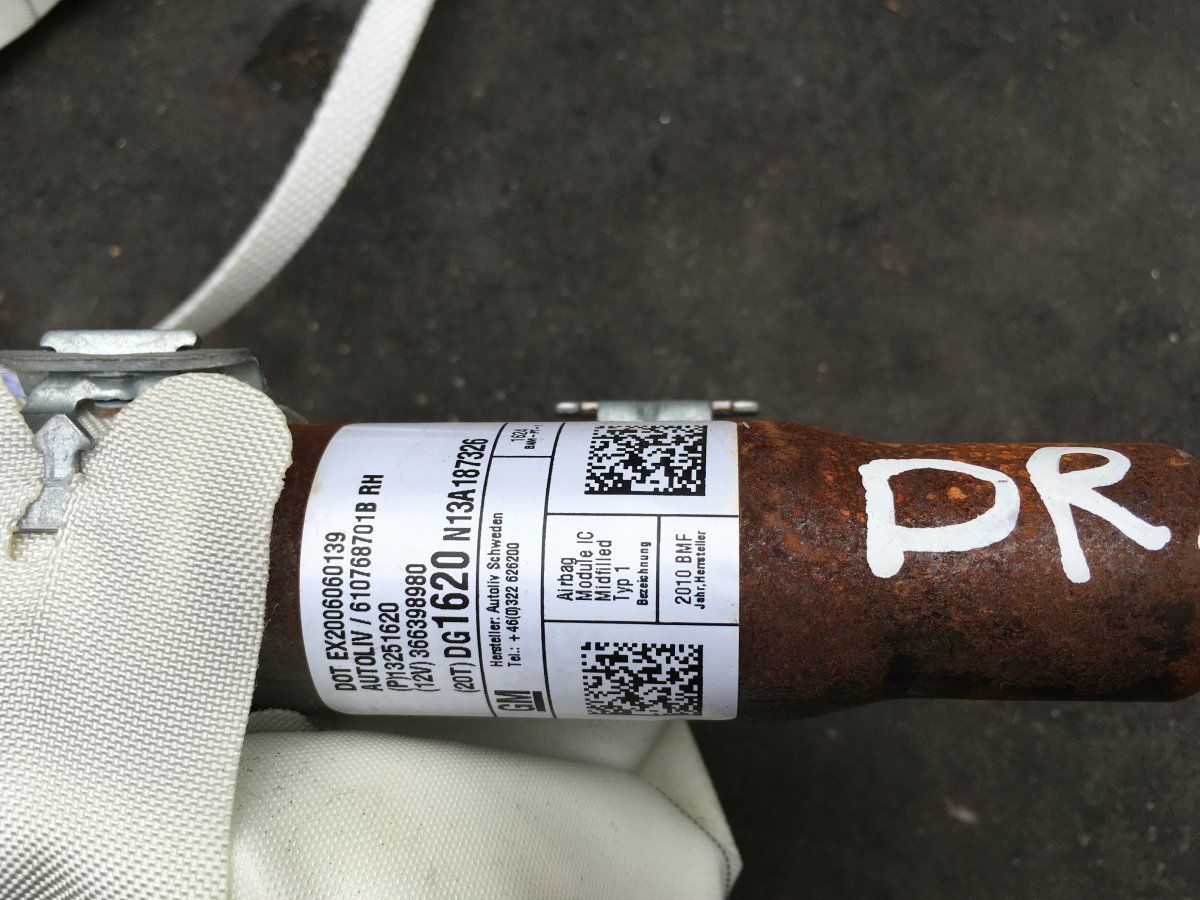 DOT EX2006060139
AUTOLIV / 610768701B RH
(P)13251620
(12V) 366398980
(20T) DG1620 N13A187326
GM
Hersteller: Autoliv Schweden
Tel.: +46(0)322 626200
1624
Airbag
Module IC
Midfilled
Typ 1
Bezeichnung
2010 BMF
Jahr, Hersteller
DR